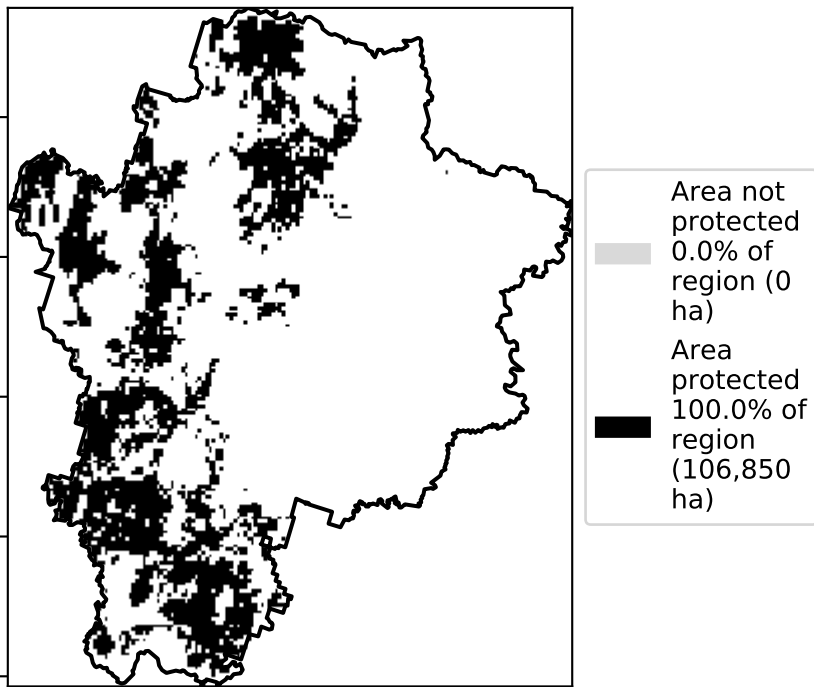 Area not
protected
0.0% of
region (0
ha)
Area
protected
100.0% of
region
(106,850
ha)